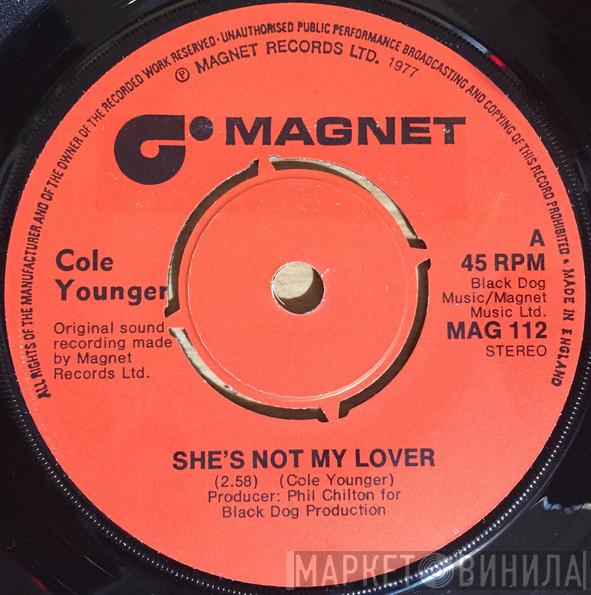 ALL RIGHTS OF THE MANUFACTURER AND OF THE OWNER OF THE RECORDED WORK RESERVED · UNAUTHORISED PUBLIC PERFORMANCE BROADCASTING AND COPYING OF THIS RECORD PROHIBITED • MADE IN ENGLAND
℗ MAGNET RECORDS LTD. 1977
MAGNET
Cole
Younger
Original sound
recording made
by Magnet
Records Ltd.
A
45 RPM
Black Dog
Music/Magnet
Music Ltd.
MAG 112
STEREO
SHE'S NOT MY LOVER
(2.58) (Cole Younger)
Producer: Phil Chilton for
Black Dog Production
МАРКЕТ ВИНИЛА